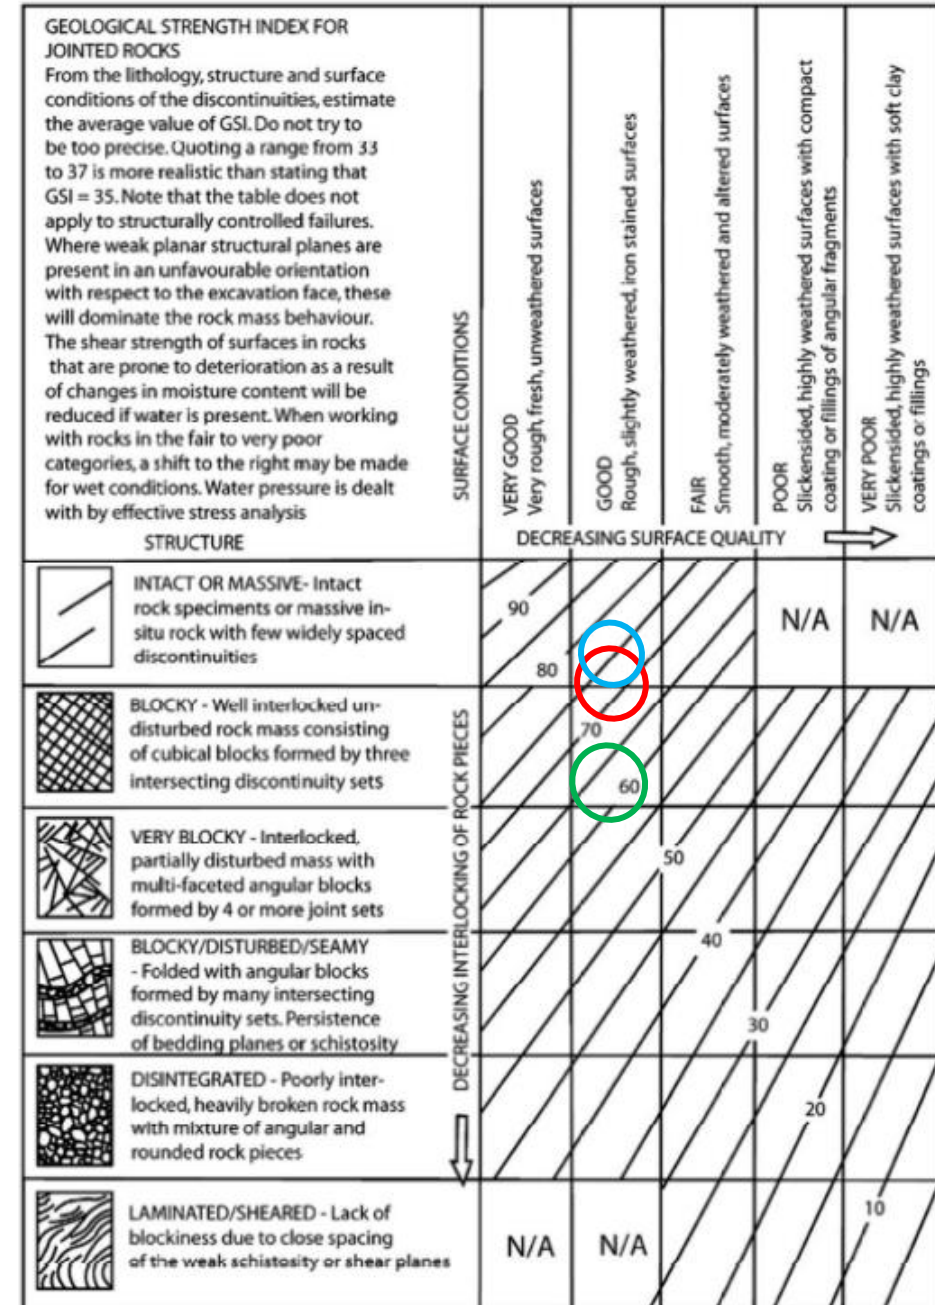 GEOLOGICAL STRENGTH INDEX FOR
JOINTED ROCKS
From the lithology, structure and surface
conditions of the discontinuities, estimate
the average value of GSI. Do not try to
be too precise. Quoting a range from 33
to 37 is more realistic than stating that
GSI = 35. Note that the table does not
apply to structurally controlled failures.
Where weak planar structural planes are
present in an unfavourable orientation
with respect to the excavation face, these
will dominate the rock mass behaviour.
The shear strength of surfaces in rocks
that are prone to deterioration as a result
of changes in moisture content will be
reduced if water is present. When working
with rocks in the fair to very poor
categories, a shift to the right may be made
for wet conditions. Water pressure is dealt
with by effective stress analysis
STRUCTURE
SURFACE CONDITIONS
VERY GOOD
Very rough, fresh, unweathered surfaces
GOOD
Rough, slightly weathered, iron stained surfaces
FAIR
Smooth, moderately weathered and altered surfaces
POOR
Slickensided, highly weathered surfaces with compact
coating or fillings of angular fragments
VERY POOR
Slickensided, highly weathered surfaces with soft clay
coatings or fillings
DECREASING SURFACE QUALITY
INTACT OR MASSIVE- Intact
rock speciments or massive in-
situ rock with few widely spaced
discontinuities
90
80
N/A
N/A
BLOCKY - Well interlocked un-
disturbed rock mass consisting
of cubical blocks formed by three
intersecting discontinuity sets
70
60
DECREASING INTERLOCKING OF ROCK PIECES
VERY BLOCKY - Interlocked,
partially disturbed mass with
multi-faceted angular blocks
formed by 4 or more joint sets
50
BLOCKY/DISTURBED/SEAMY
- Folded with angular blocks
formed by many intersecting
discontinuity sets. Persistence
of bedding planes or schistosity
40
30
DISINTEGRATED - Poorly inter-
locked, heavily broken rock mass
with mixture of angular and
rounded rock pieces
20
LAMINATED/SHEARED - Lack of
blockiness due to close spacing
of the weak schistosity or shear planes
N/A
N/A
10